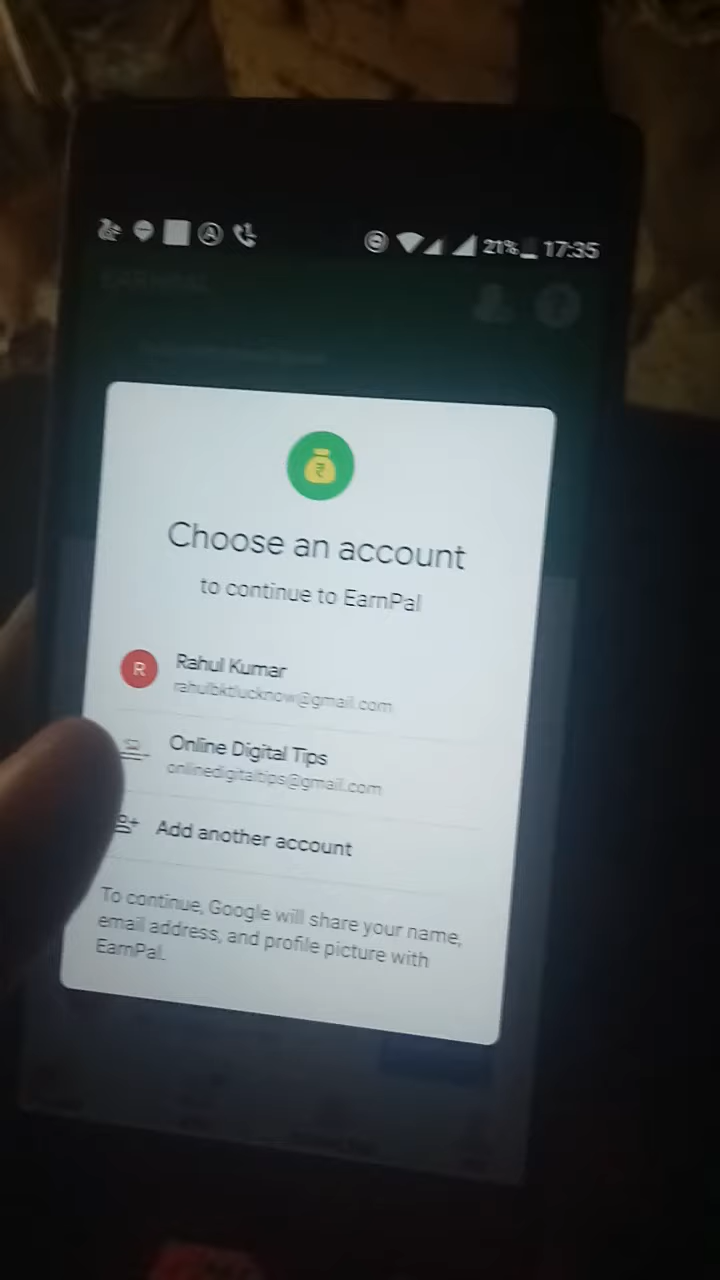 21% 17:35
₹
Choose an account
to continue to EarnPal
R
Rahul Kumar
rahulbktlucknow@gmail.com
Online Digital Tips
onlinedigitaltips@gmail.com
Add another account
To continue, Google will share your name,
email address, and profile picture with
EarnPal.